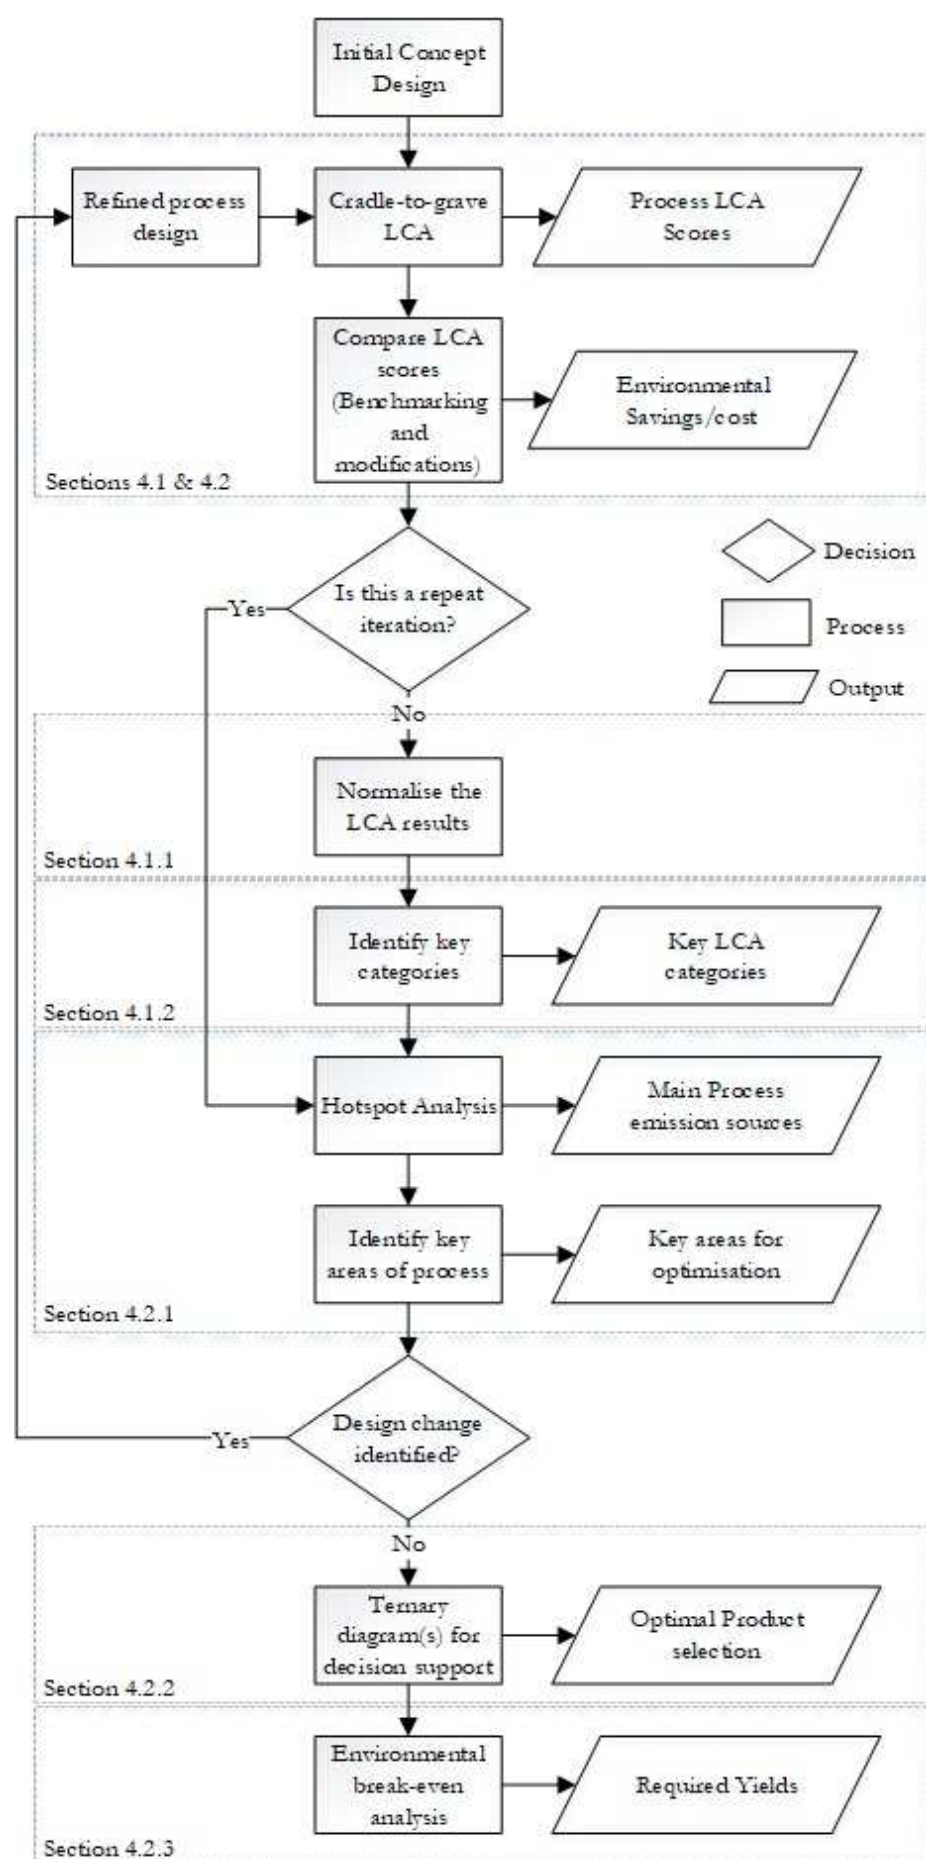 Initial Concept
Design
Refined process
design
Cradle-to-grave
LCA
Process LCA
Scores
Compare LCA
scores
(Benchmarking
and
modifications)
Environmental
Savings/cost
Sections 4.1 & 4.2
Decision
Is this a repeat
iteration?
Yes
Process
Output
No
Normalise the
LCA results
Section 4.1.1
Identify key
categories
Key LCA
categories
Section 4.1.2
Hotspot Analysis
Main Process
emission sources
Identify key
areas of process
Key areas for
optimisation
Section 4.2.1
Design change
identified?
Yes
No
Ternary
diagram(s) for
decision support
Optimal Product
selection
Section 4.2.2
Environmental
break-even
analysis
Required Yields
Section 4.2.3